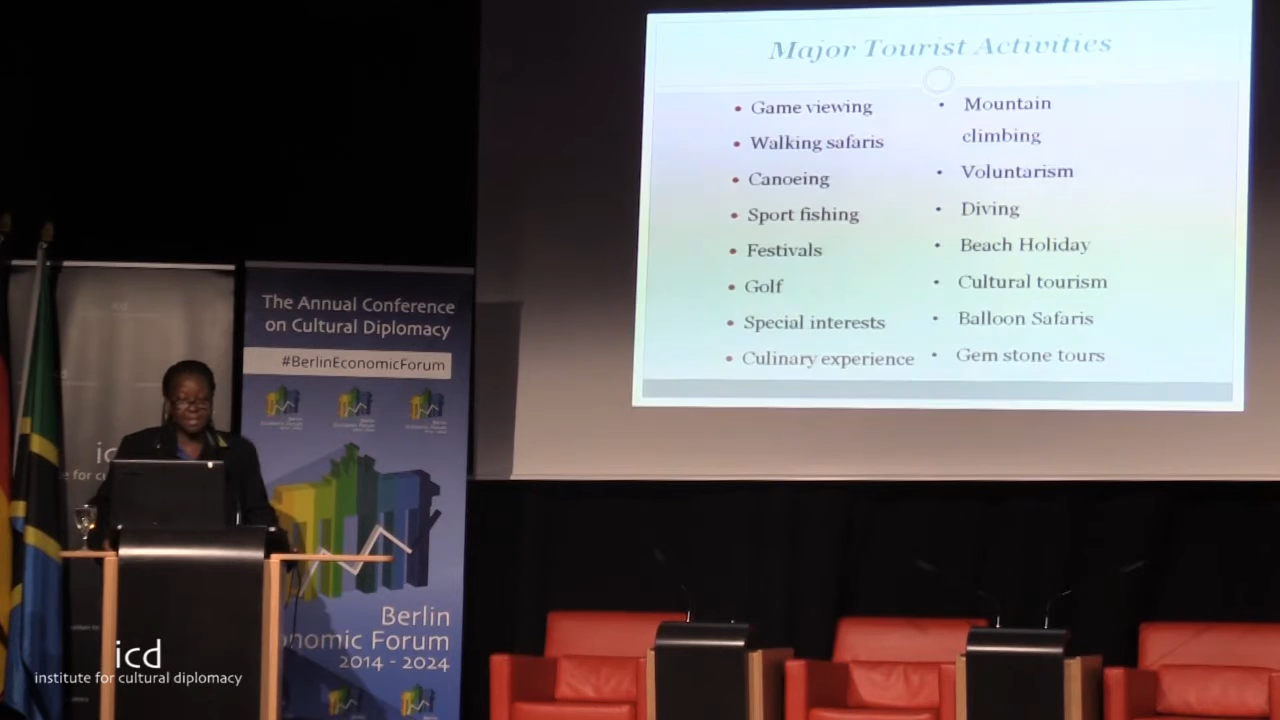 Major Tourist Activities
• Game viewing
• Walking safaris
• Canoeing
• Sport fishing
• Festivals
• Golf
• Special interests
• Culinary experience
• Mountain
climbing
• Voluntarism
• Diving
• Beach Holiday
• Cultural tourism
• Balloon Safaris
• Gem stone tours
The Annual Conference
on Cultural Diplomacy
#BerlinEconomicForum
Berlin
onomic Forum
2014 - 2024
icd
institute for cultural diplomacy